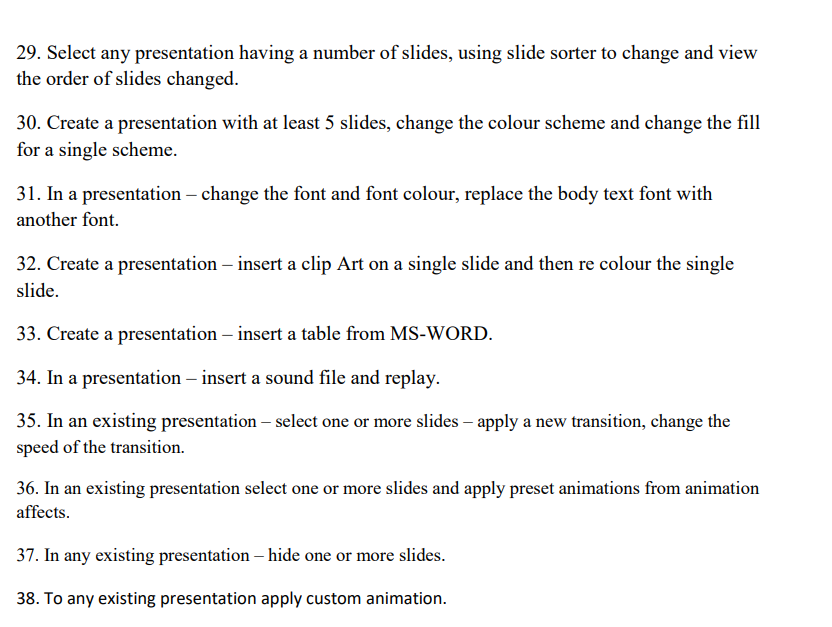 29. Select any presentation having a number of slides, using slide sorter to change and view
the order of slides changed.
30. Create a presentation with at least 5 slides, change the colour scheme and change the fill
for a single scheme.
31. In a presentation – change the font and font colour, replace the body text font with
another font.
32. Create a presentation – insert a clip Art on a single slide and then re colour the single
slide.
33. Create a presentation – insert a table from MS-WORD.
34. In a presentation – insert a sound file and replay.
35. In an existing presentation – select one or more slides – apply a new transition, change the
speed of the transition.
36. In an existing presentation select one or more slides and apply preset animations from animation
affects.
37. In any existing presentation – hide one or more slides.
38. To any existing presentation apply custom animation.